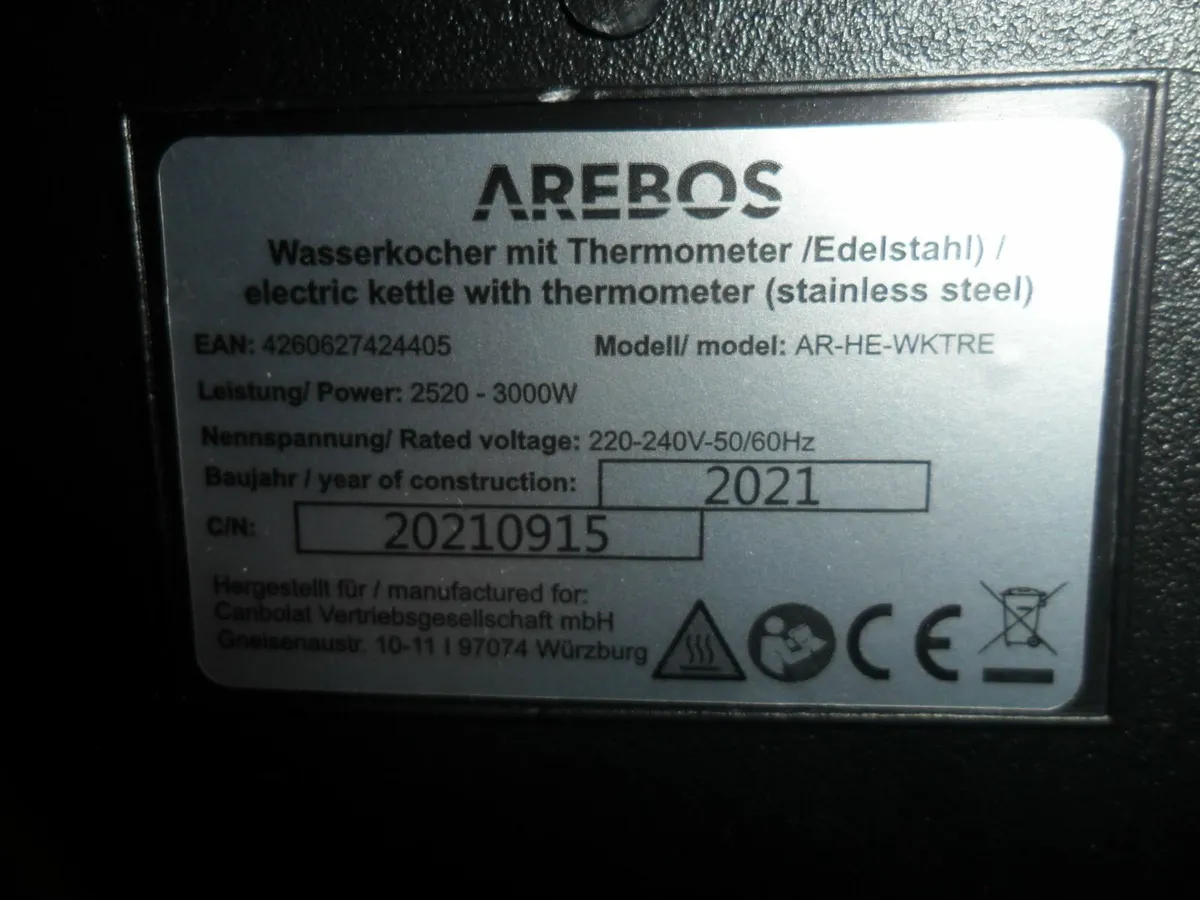 AREBOS
Wasserkocher mit Thermometer /Edelstahl) /
electric kettle with thermometer (stainless steel)
EAN: 4260627424405 Modell/ model: AR-HE-WKTRE
Leistung/ Power: 2520 - 3000W
Nennspannung/ Rated voltage: 220-240V-50/60Hz
Baujahr / year of construction: 2021
C/N: 20210915
Hergestellt für / manufactured for:
Canbolat Vertriebsgesellschaft mbH
Gneisenaustr. 10-11 I 97074 Würzburg
CE